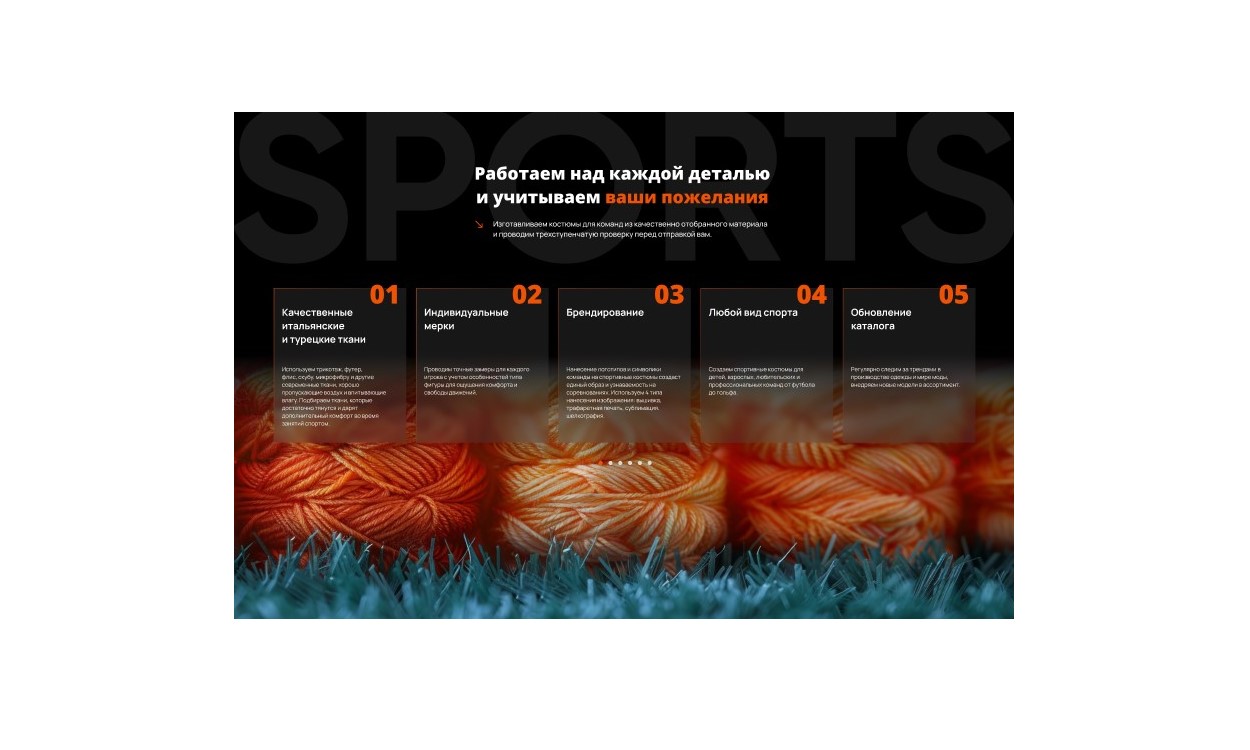 SPORTS
Работаем над каждой деталью
и учитываем ваши пожелания
Изготавливаем костюмы для команд из качественно отобранного материала
и проводим трехступенчатую проверку перед отправкой вам.
01
Качественные
итальянские
и турецкие ткани
Используем трикотаж, футер,
флис, скубу, микрофибру и другие
современные ткани, хорошо
пропускающие воздух и впитывающие
влагу. Подбираем ткани, которые
достаточно тянутся и дарят
дополнительный комфорт во время
занятий спортом.
02
Индивидуальные
мерки
Проводим точные замеры для каждого
игрока с учетом особенностей типа
фигуры для ощущения комфорта и
свободы движений.
03
Брендирование
Нанесение логотипов и символики
команды на спортивные костюмы создаст
единый образ и узнаваемость на
соревнованиях. Используем 4 типа
нанесения изображения: вышивка,
трафаретная печать, сублимация,
шелкография.
04
Любой вид спорта
Создаем спортивные костюмы для
детей, взрослых, любительских и
профессиональных команд от футбола
до гольфа.
05
Обновление
каталога
Регулярно следим за трендами в
производстве одежды и мире моды,
внедряем новые модели в ассортимент.